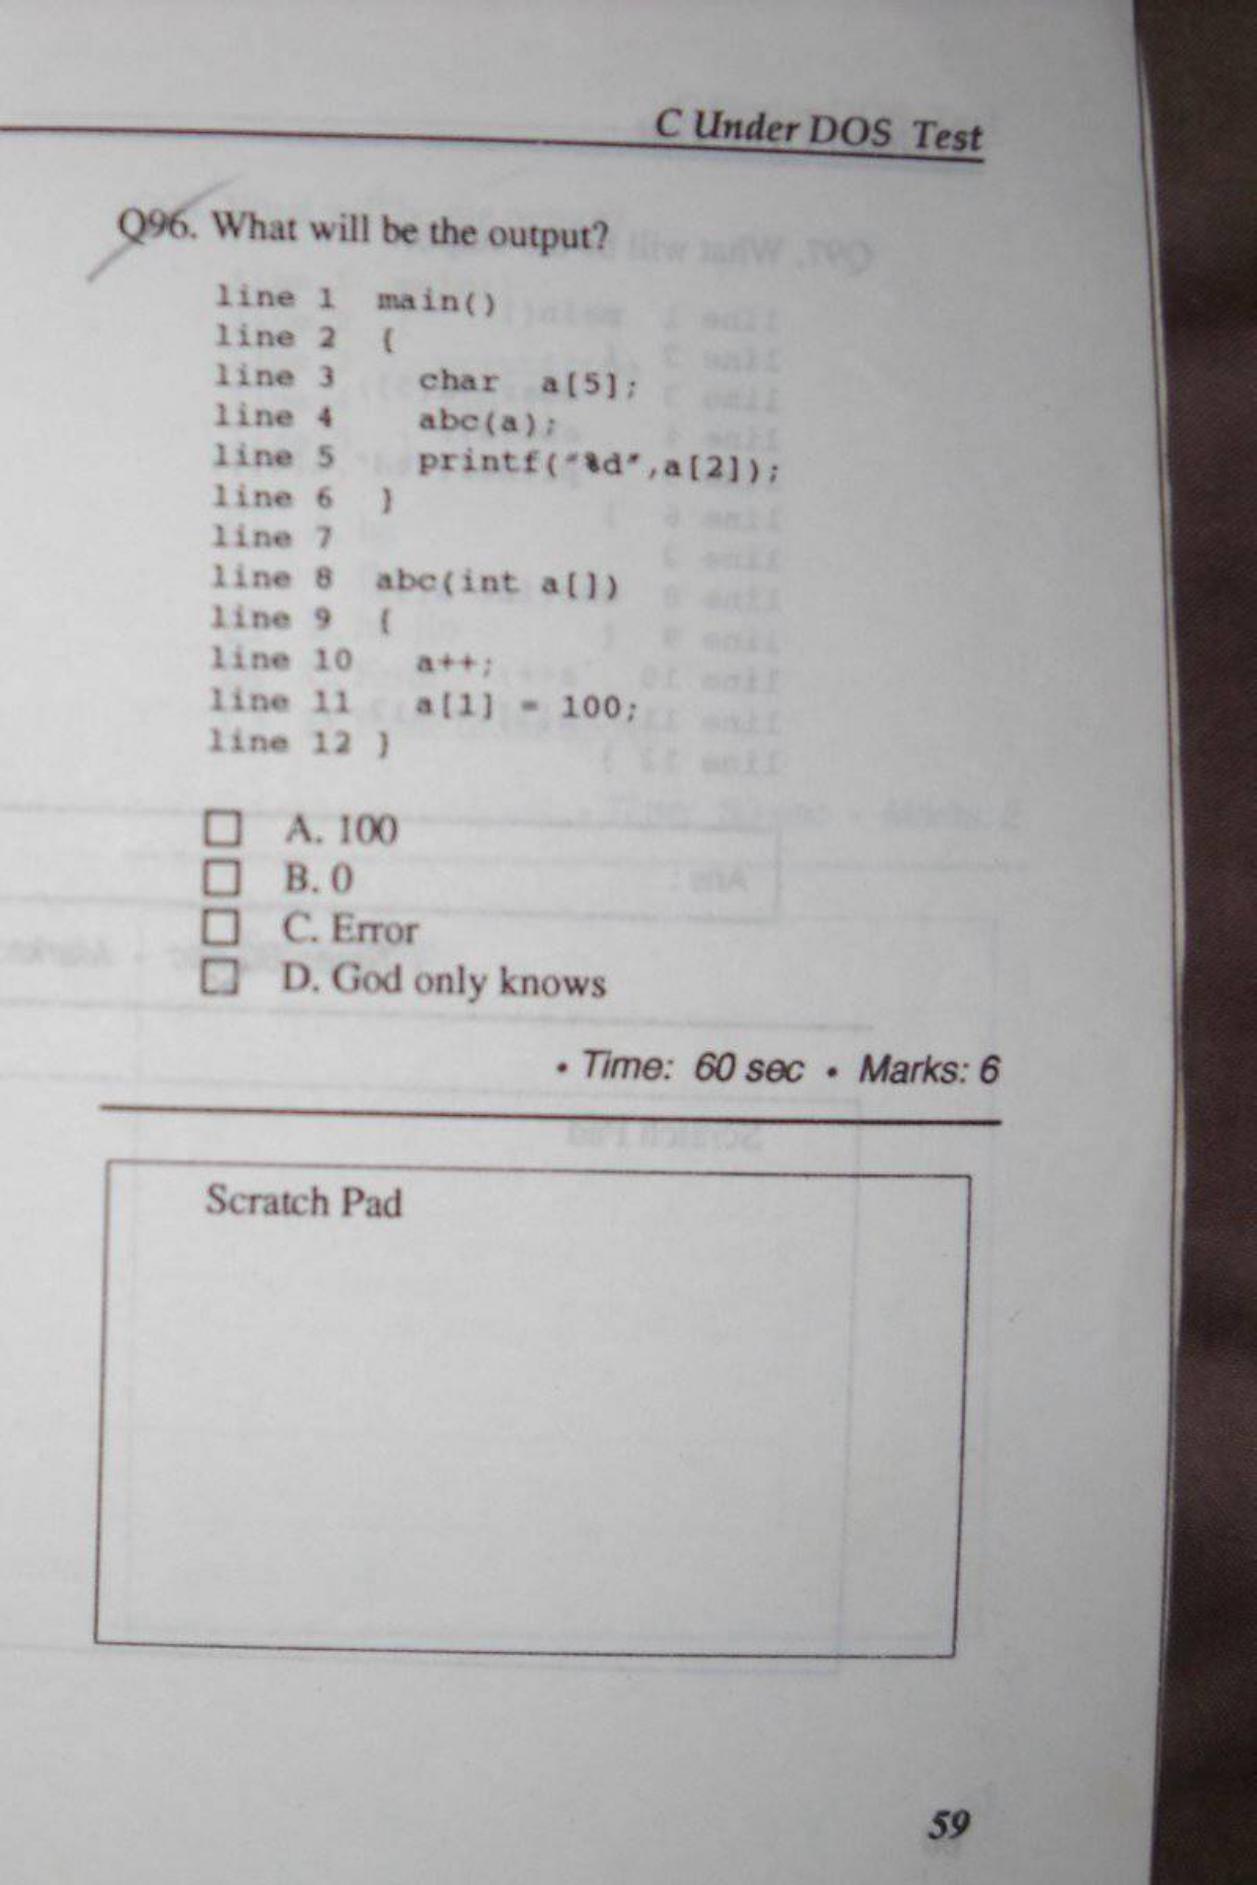 C Under DOS Test
Q96. What will be the output?
line 1 main()
line 2 {
line 3 char a[5];
line 4 abc(a);
line 5 printf("%d",a[2]);
line 6 }
line 7
line 8 abc(int a[])
line 9 {
line 10 a++;
line 11 a[1] = 100;
line 12 }
A. 100
B. 0
C. Error
D. God only knows
• Time: 60 sec • Marks: 6
Scratch Pad
59